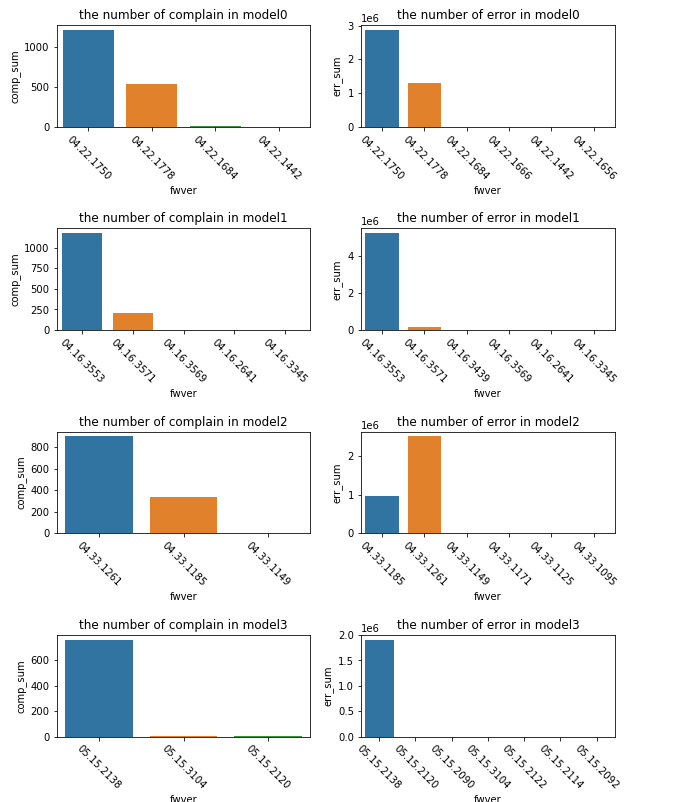 the number of complain in model0
comp_sum
1000
500
0
04.22.1750
04.22.1778
04.22.1684
04.22.1442
fwver
the number of error in model0
1e6
err_sum
3
2
1
0
04.22.1750
04.22.1778
04.22.1684
04.22.1666
04.22.1442
04.22.1656
fwver
the number of complain in model1
comp_sum
1000
750
500
250
0
04.16.3553
04.16.3571
04.16.3569
04.16.2641
04.16.3345
fwver
the number of error in model1
1e6
err_sum
4
2
0
04.16.3553
04.16.3571
04.16.3439
04.16.3569
04.16.2641
04.16.3345
fwver
the number of complain in model2
comp_sum
800
600
400
200
0
04.33.1261
04.33.1185
04.33.1149
fwver
the number of error in model2
1e6
err_sum
2
1
0
04.33.1185
04.33.1261
04.33.1149
04.33.1171
04.33.1125
04.33.1095
fwver
the number of complain in model3
comp_sum
600
400
200
0
05.15.2138
05.15.3104
05.15.2120
fwver
the number of error in model3
1e6
err_sum
2.0
1.5
1.0
0.5
0.0
05.15.2138
05.15.2120
05.15.2090
05.15.3104
05.15.2122
05.15.2114
05.15.2092
fwver